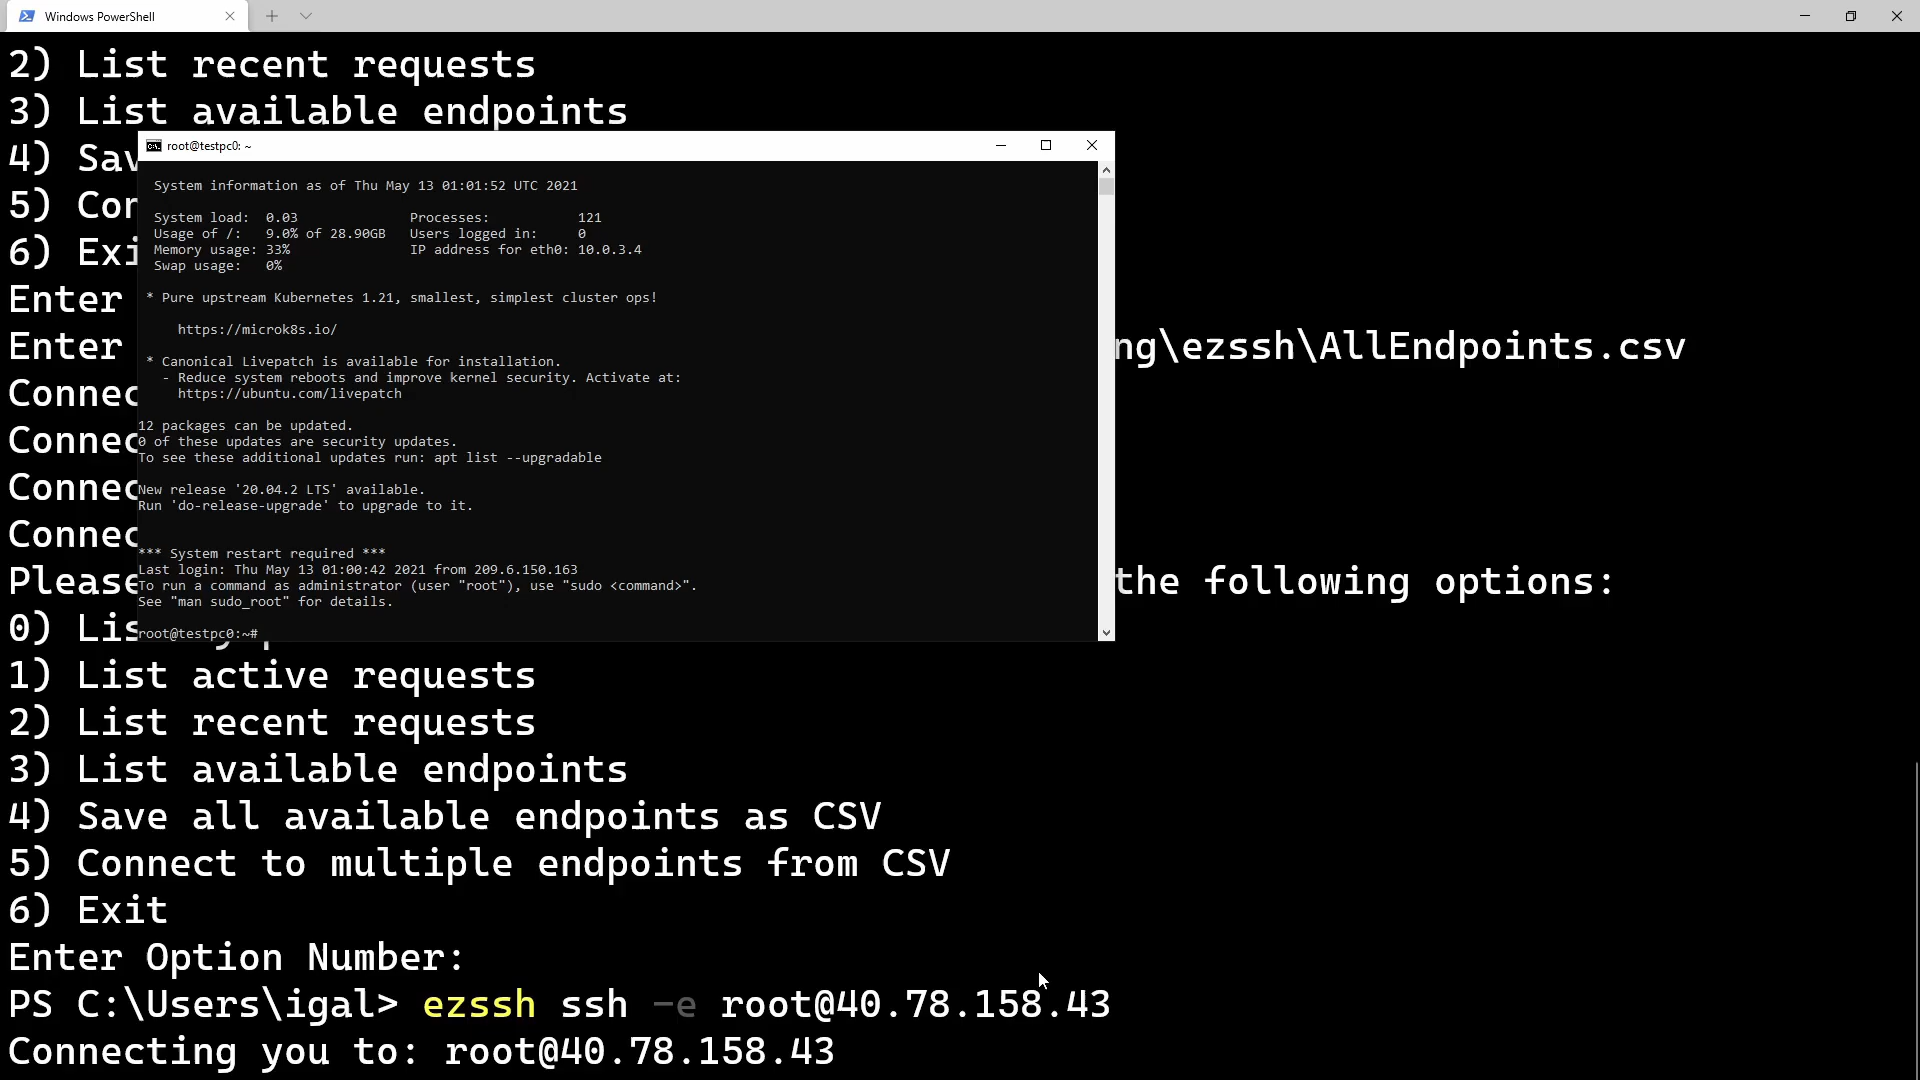 Windows PowerShell
2) List recent requests
3) List available endpoints
4) Sav
5) Con
6) Exi
Enter
Enter ng\ezssh\AllEndpoints.csv
Connec
Connec
Connec
Connec
Please the following options:
0) Lis
root@testpc0: ~
System information as of Thu May 13 01:01:52 UTC 2021
System load: 0.03 Processes: 121
Usage of /: 9.0% of 28.90GB Users logged in: 0
Memory usage: 33% IP address for eth0: 10.0.3.4
Swap usage: 0%
* Pure upstream Kubernetes 1.21, smallest, simplest cluster ops!
https://microk8s.io/
* Canonical Livepatch is available for installation.
- Reduce system reboots and improve kernel security. Activate at:
https://ubuntu.com/livepatch
12 packages can be updated.
0 of these updates are security updates.
To see these additional updates run: apt list --upgradable
New release '20.04.2 LTS' available.
Run 'do-release-upgrade' to upgrade to it.
*** System restart required ***
Last login: Thu May 13 01:00:42 2021 from 209.6.150.163
To run a command as administrator (user "root"), use "sudo <command>".
See "man sudo_root" for details.
root@testpc0:~#
1) List active requests
2) List recent requests
3) List available endpoints
4) Save all available endpoints as CSV
5) Connect to multiple endpoints from CSV
6) Exit
Enter Option Number:
PS C:\Users\igal> ezssh ssh -e root@40.78.158.43
Connecting you to: root@40.78.158.43